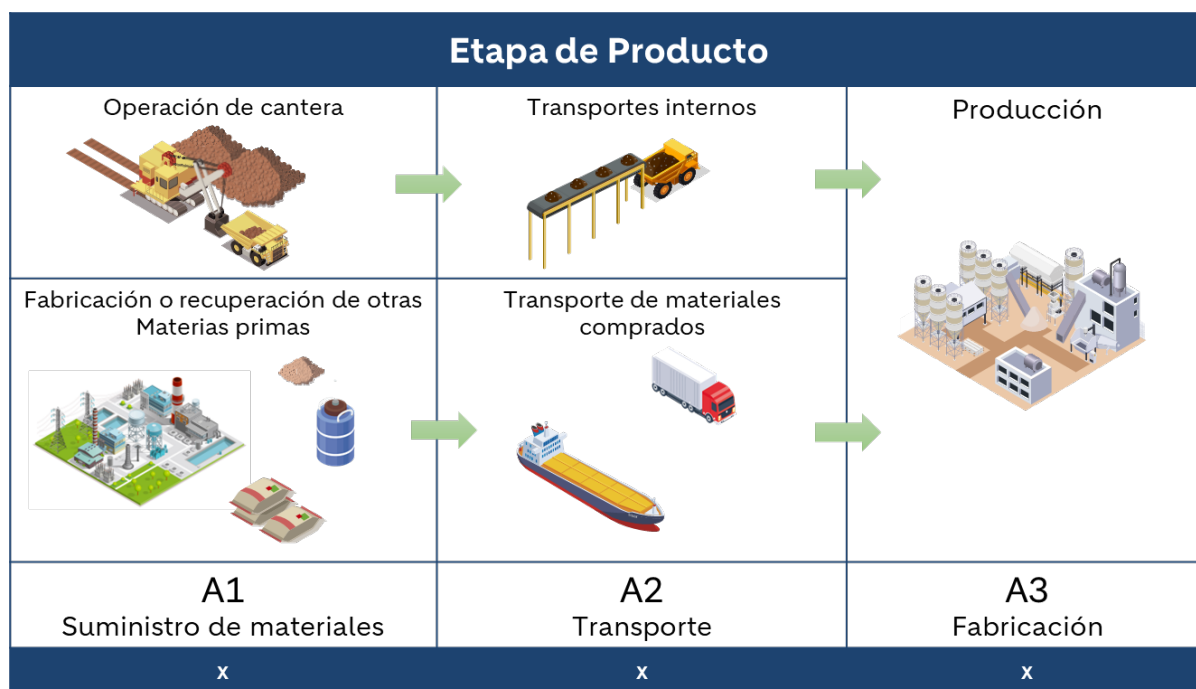 Etapa de Producto
Operación de cantera
Transportes internos
Producción
Fabricación o recuperación de otras
Materias primas
Transporte de materiales
comprados
A1
Suministro de materiales
A2
Transporte
A3
Fabricación
x
x
x